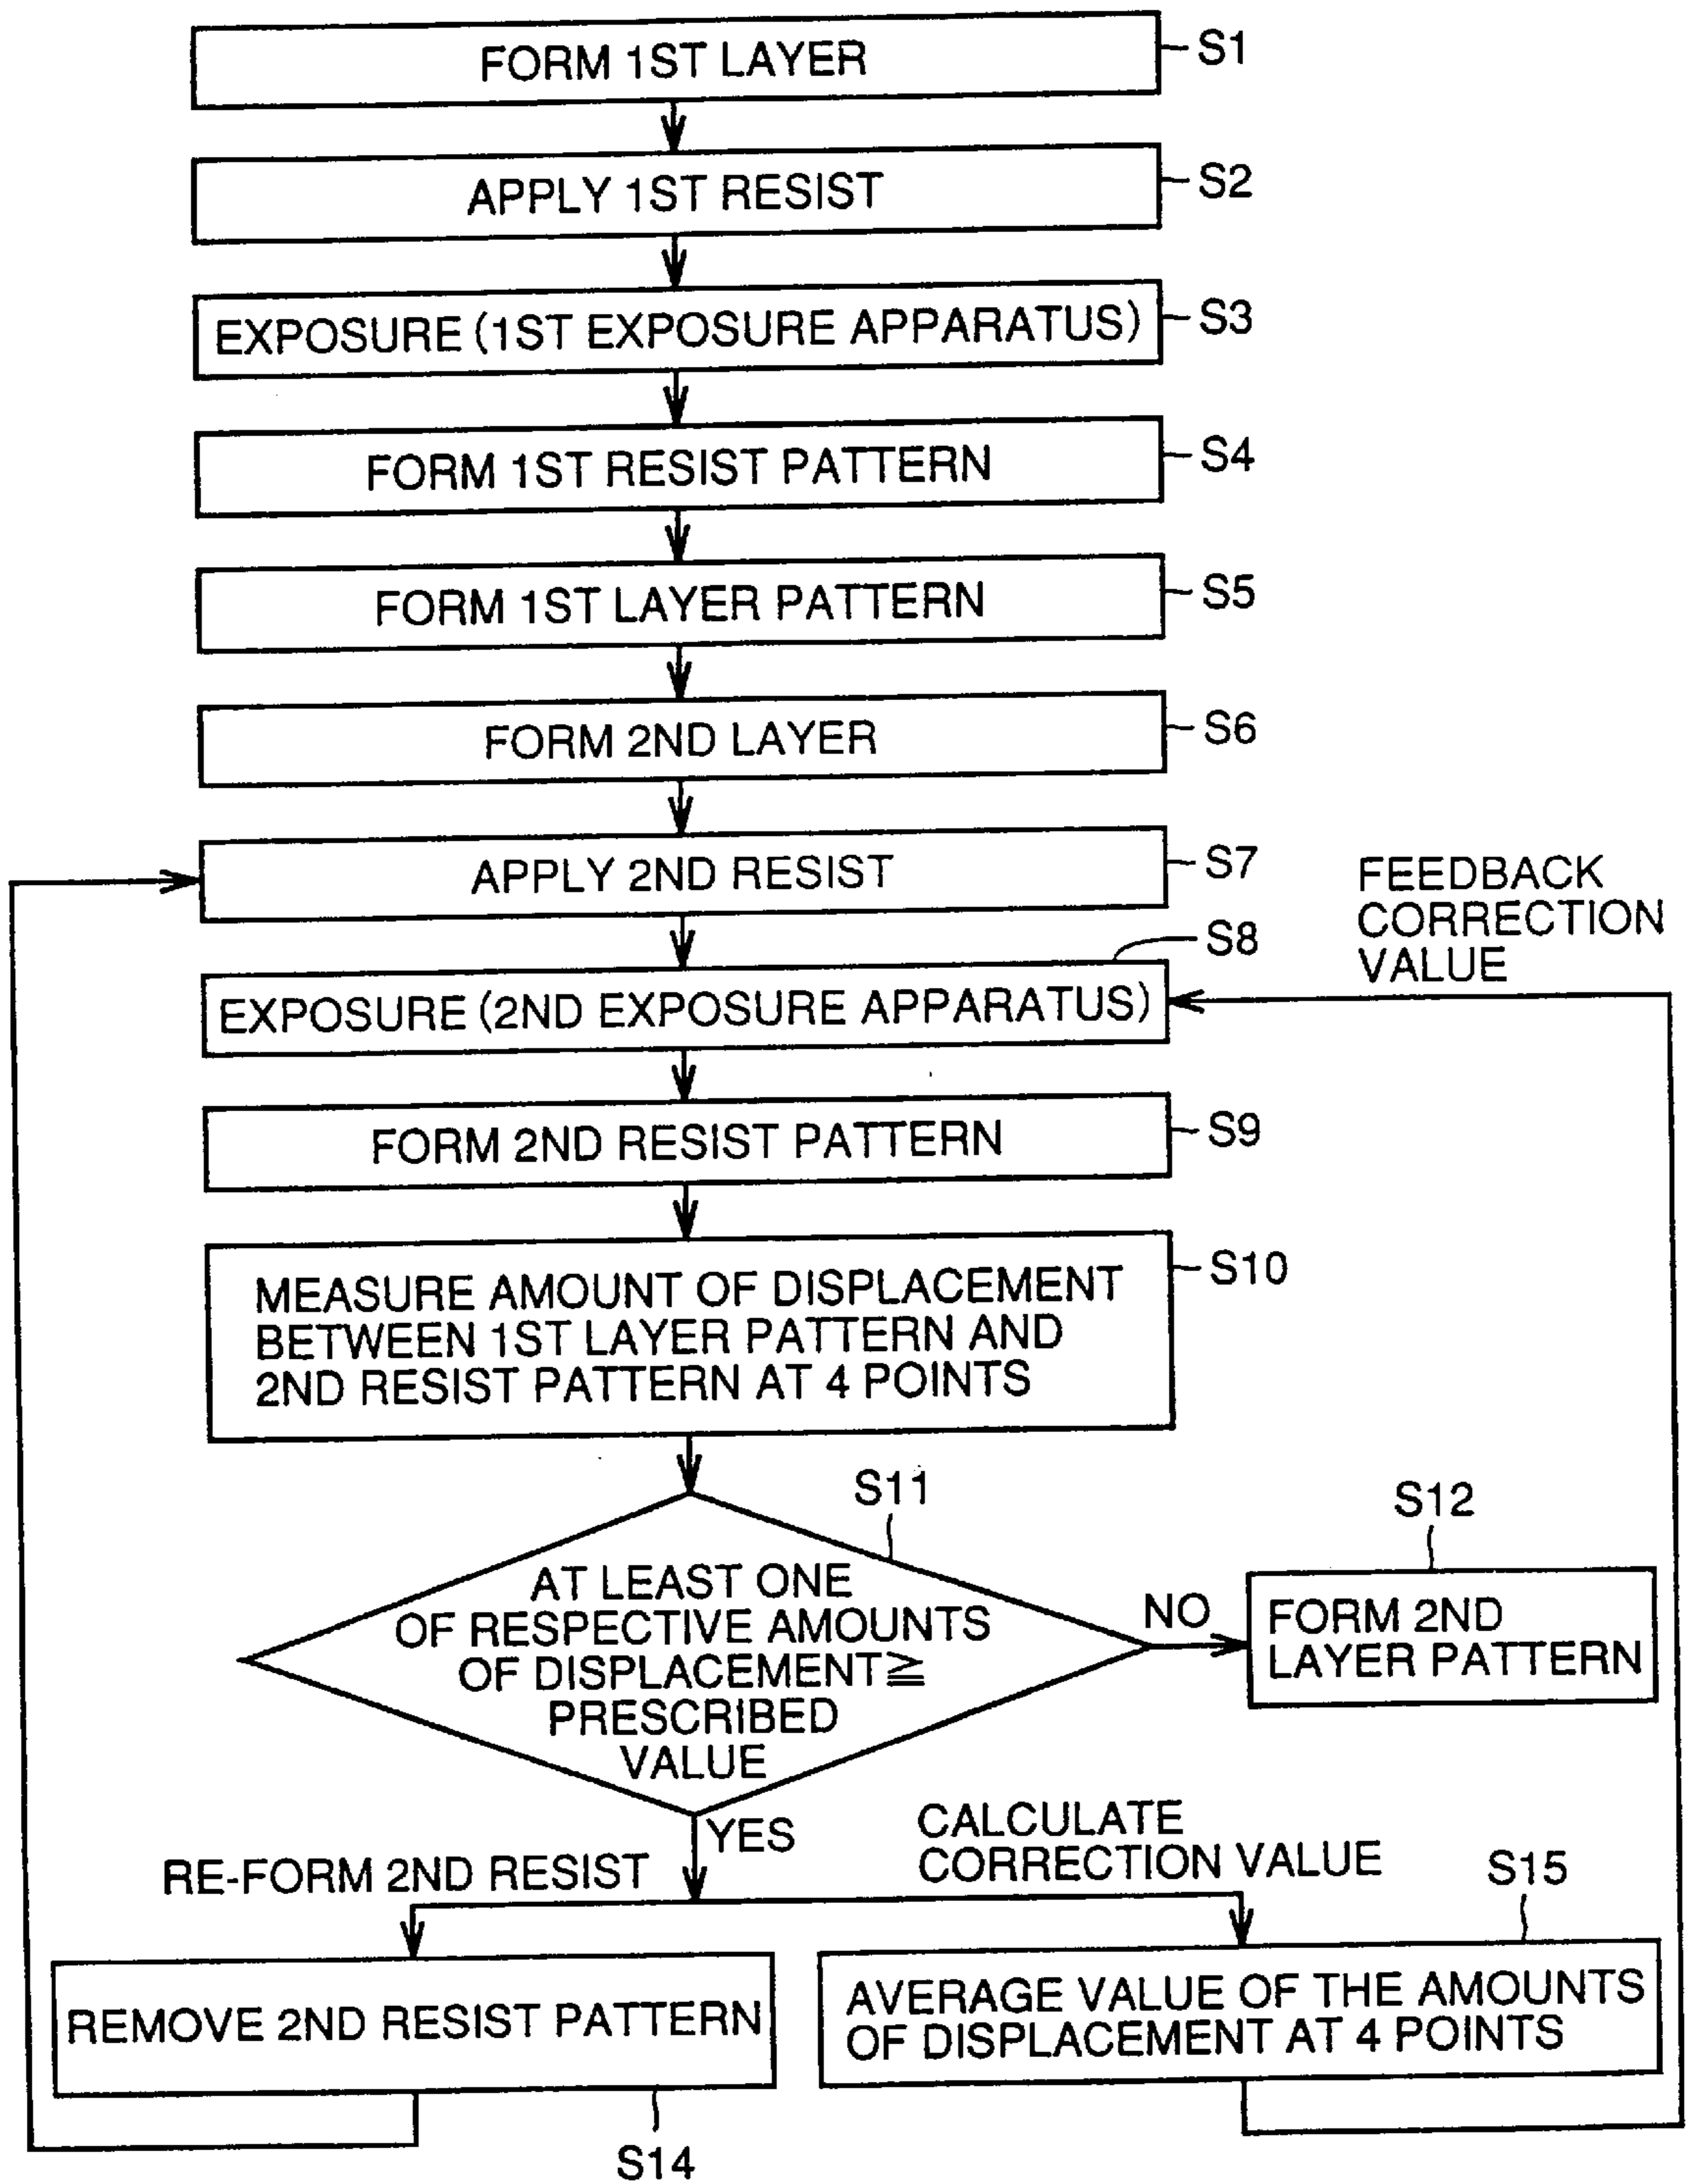 FORM 1ST LAYER
S1
APPLY 1ST RESIST
S2
EXPOSURE (1ST EXPOSURE APPARATUS)
S3
FORM 1ST RESIST PATTERN
S4
FORM 1ST LAYER PATTERN
S5
FORM 2ND LAYER
S6
APPLY 2ND RESIST
S7
FEEDBACK
CORRECTION
VALUE
S8
EXPOSURE (2ND EXPOSURE APPARATUS)
FORM 2ND RESIST PATTERN
S9
MEASURE AMOUNT OF DISPLACEMENT
BETWEEN 1ST LAYER PATTERN AND
2ND RESIST PATTERN AT 4 POINTS
S10
S11
AT LEAST ONE
OF RESPECTIVE AMOUNTS
OF DISPLACEMENT≧
PRESCRIBED
VALUE
NO
S12
FORM 2ND
LAYER PATTERN
YES
RE-FORM 2ND RESIST
CALCULATE
CORRECTION VALUE
S15
REMOVE 2ND RESIST PATTERN
AVERAGE VALUE OF THE AMOUNTS
OF DISPLACEMENT AT 4 POINTS
S14